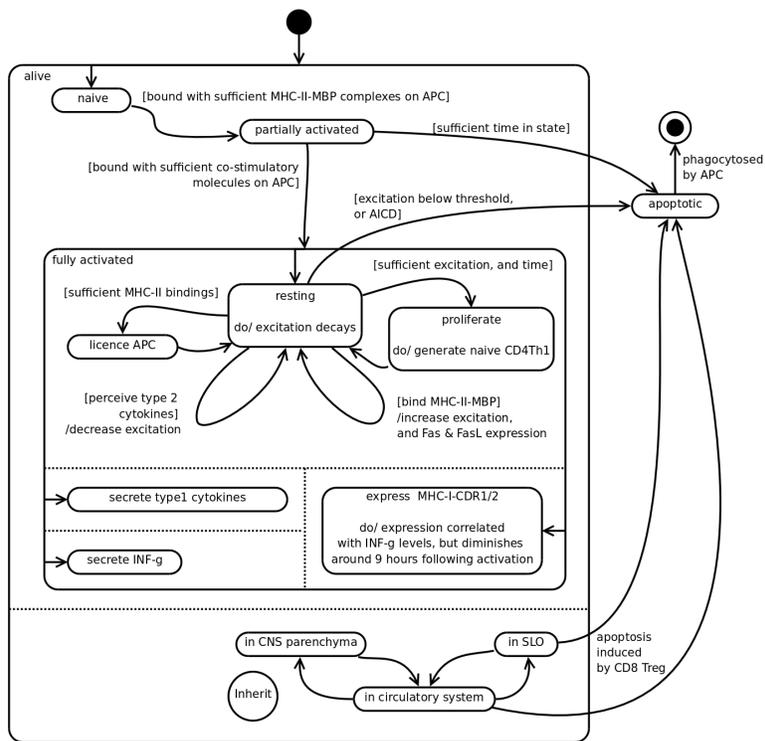 alive
naive
[bound with sufficient MHC-II-MBP complexes on APC]
partially activated
[sufficient time in state]
phagocytosed
by APC
[bound with sufficient co-stimulatory
molecules on APC]
[excitation below threshold,
or AICD]
apoptotic
fully activated
[sufficient excitation, and time]
[sufficient MHC-II bindings]
resting
do/ excitation decays
proliferate
do/ generate naive CD4Th1
licence APC
[perceive type 2
cytokines]
/decrease excitation
[bind MHC-II-MBP]
/increase excitation,
and Fas & FasL expression
secrete type1 cytokines
express MHC-I-CDR1/2
do/ expression correlated
with INF-g levels, but diminishes
around 9 hours following activation
secrete INF-g
in CNS parenchyma
in SLO
apoptosis
induced
by CD8 Treg
Inherit
in circulatory system